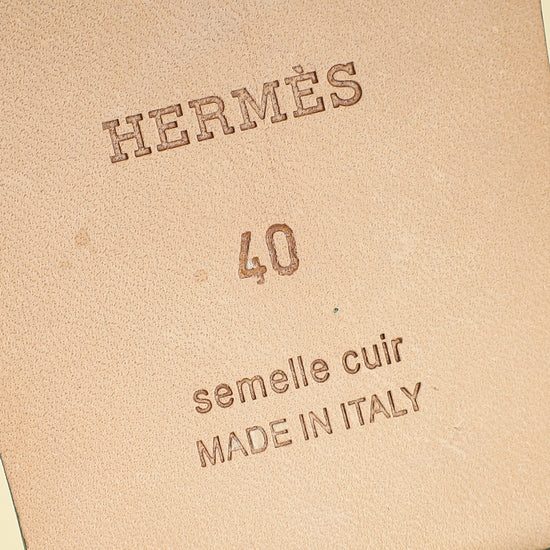 HERMÈS
40
semelle cuir
MADE IN ITALY